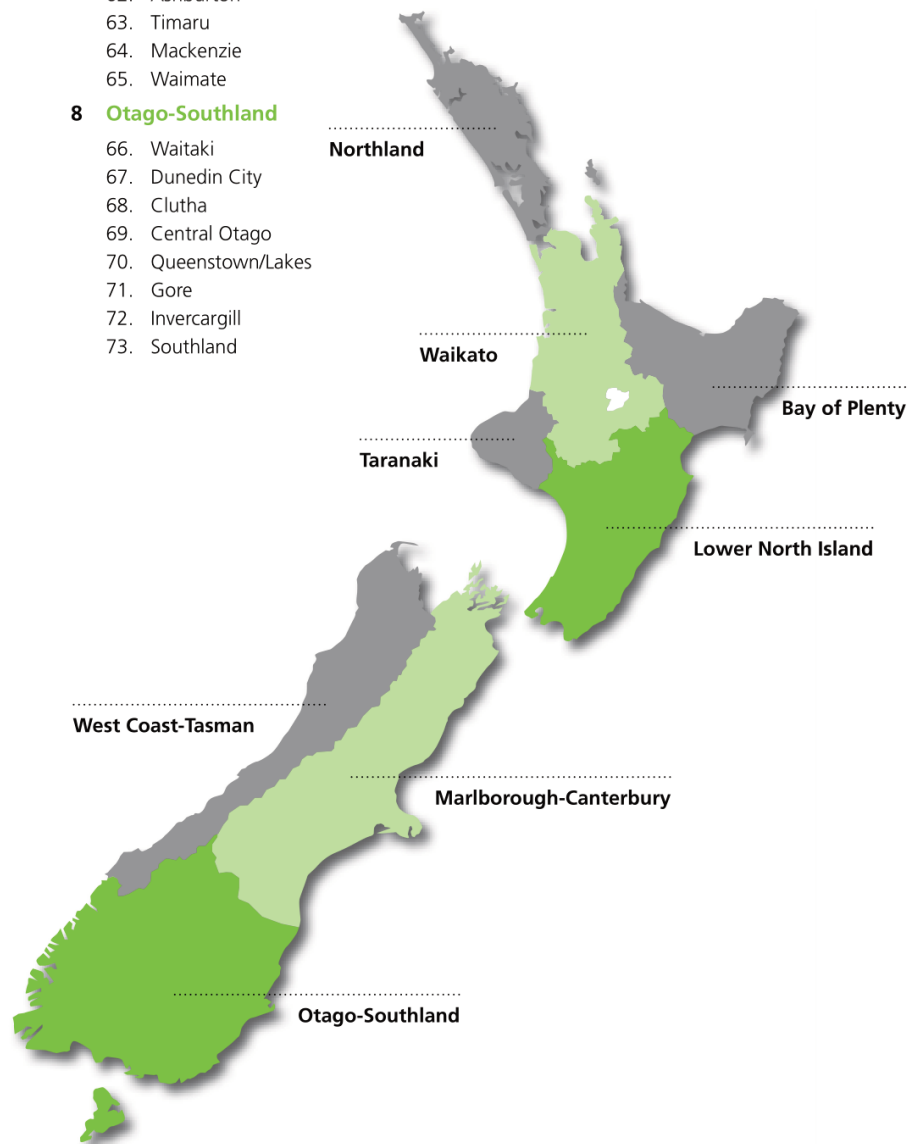 63. Timaru
64. Mackenzie
65. Waimate
8 Otago-Southland
66. Waitaki
67. Dunedin City
68. Clutha
69. Central Otago
70. Queenstown/Lakes
71. Gore
72. Invercargill
73. Southland
Northland
Waikato
Bay of Plenty
Taranaki
Lower North Island
West Coast-Tasman
Marlborough-Canterbury
Otago-Southland